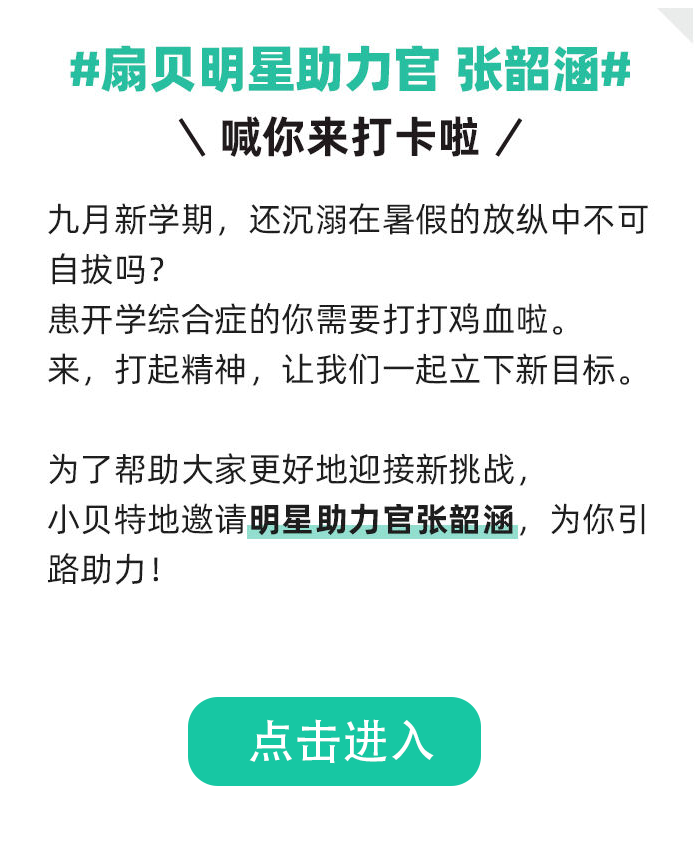 #扇贝明星助力官 张韶涵#
\ 喊你来打卡啦 /
九月新学期，还沉溺在暑假的放纵中不可
自拔吗？
患开学综合症的你需要打打鸡血啦。
来，打起精神，让我们一起立下新目标。
为了帮助大家更好地迎接新挑战，
小贝特地邀请明星助力官张韶涵，为你引
路助力！
点击进入